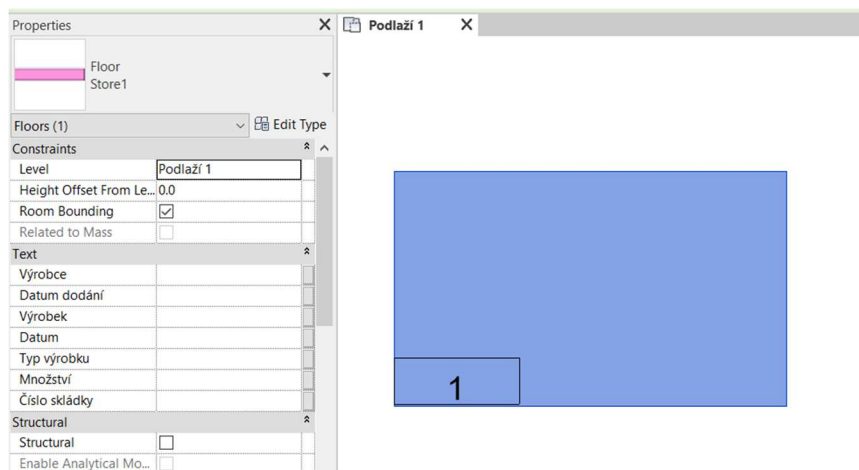 Properties
Podlaží 1
Floor
Store1
Floors (1)
Edit Type
Constraints
Level Podlaží 1
Height Offset From Le... 0.0
Room Bounding
Related to Mass
Text
Výrobce
Datum dodání
Výrobek
Datum
Typ výrobku
Množství
Číslo skládky
Structural
Structural
Enable Analytical Mo...
1